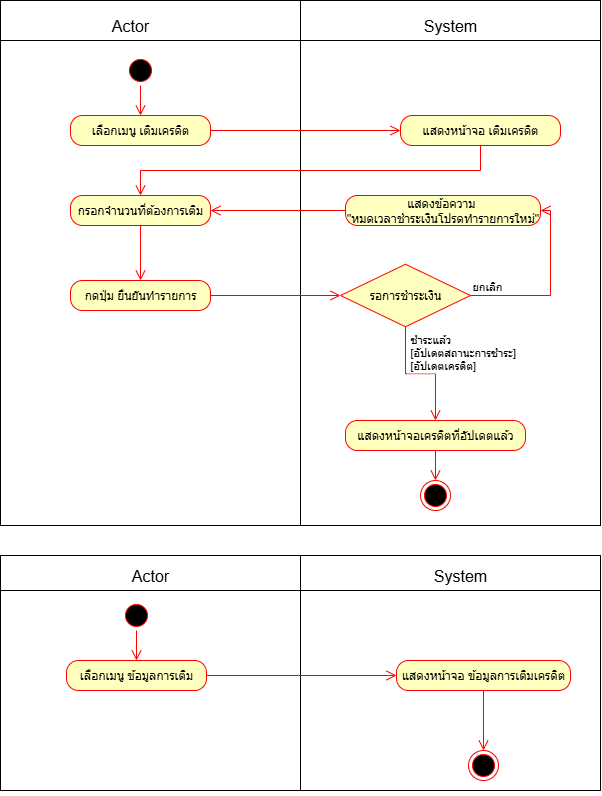 Actor
System
เลือกเมนู เติมเครดิต
แสดงหน้าจอ เติมเครดิต
กรอกจำนวนที่ต้องการเติม
แสดงข้อความ
"หมดเวลาชำระเงินโปรดทำรายการใหม่"
กดปุ่ม ยืนยันทำรายการ
รอการชำระเงิน
ยกเลิก
ชำระแล้ว
[อัปเดตสถานะการชำระ]
[อัปเดตเครดิต]
แสดงหน้าจอเครดิตที่อัปเดตแล้ว
Actor
System
เลือกเมนู ข้อมูลการเติม
แสดงหน้าจอ ข้อมูลการเติมเครดิต